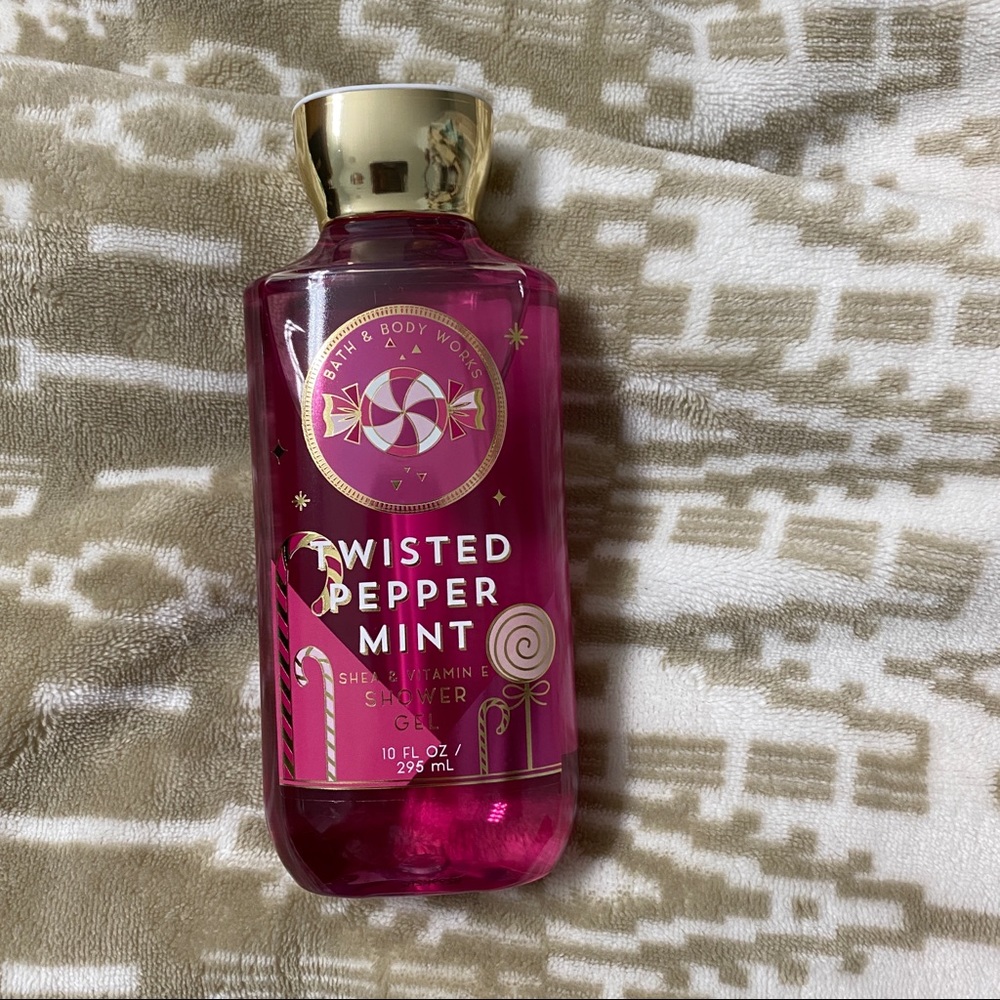 BATH & BODY WORKS
TWISTED
PEPPER
MINT
SHEA & VITAMIN E
SHOWER
GEL
10 FL OZ /
295 mL